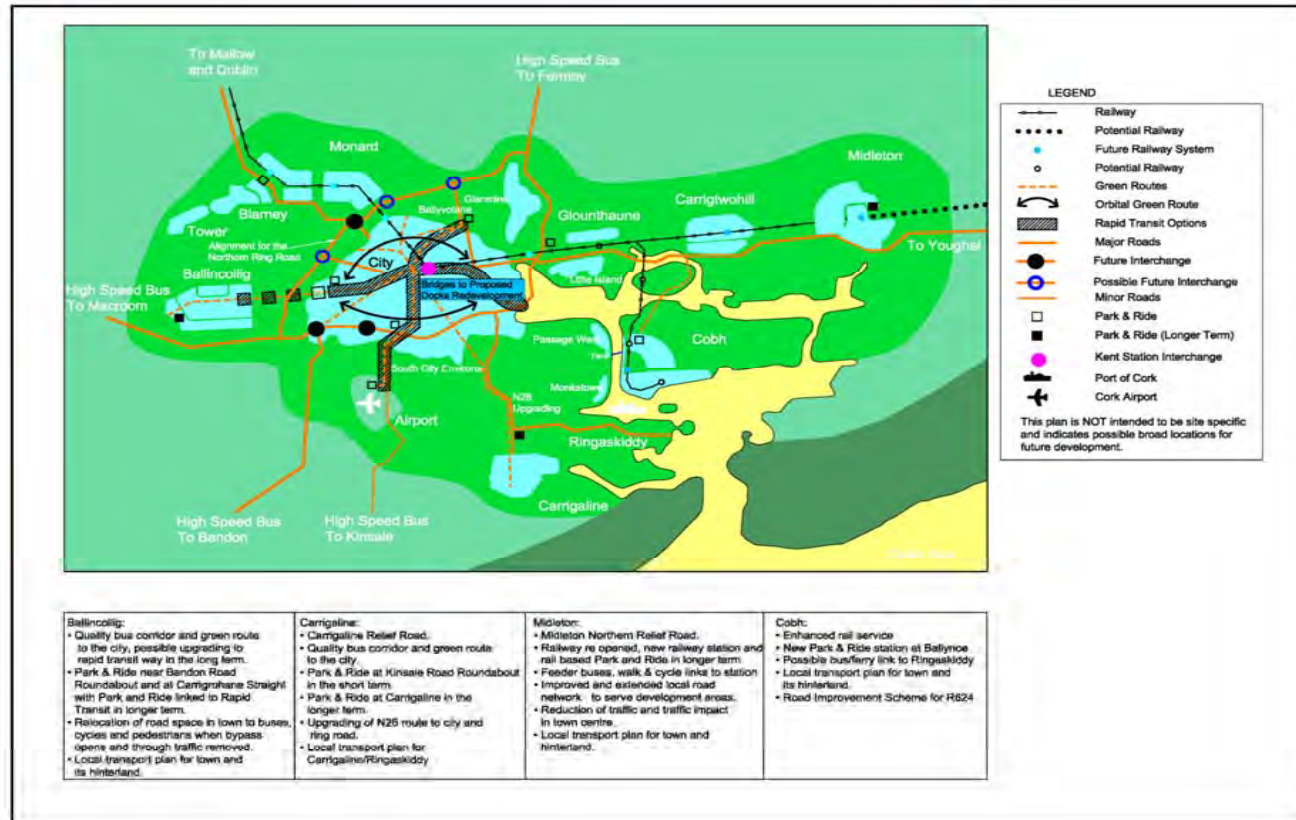 To Mallow
and Dublin
High Speed Bus
To Fermoy
Monard
Midleton
Blarney
Tower
Ballyvolane
Glanmire
Glounthaune
Carrigtwohill
Alignment for the
Northern Ring Road
City
To Youghal
Ballincollig
High Speed Bus
To Macroom
Little Island
Bridges to Proposed
Docks Redevelopment
Passage West
Cobh
South City Environs
Monkstown
N28
Upgrading
Airport
Ringaskiddy
Carrigaline
High Speed Bus
To Bandon
High Speed Bus
To Kinsale
LEGEND
Railway
Potential Railway
Future Railway System
Potential Railway
Green Routes
Orbital Green Route
Rapid Transit Options
Major Roads
Future Interchange
Possible Future Interchange
Minor Roads
Park & Ride
Park & Ride (Longer Term)
Kent Station Interchange
Port of Cork
Cork Airport
This plan is NOT intended to be site specific
and indicates possible broad locations for
future development.
Ballincollig:
• Quality bus corridor and green route
to the city, possible upgrading to
rapid transit way in the long term.
• Park & Ride near Bandon Road
Roundabout and at Carrigrohane Straight
with Park and Ride linked to Rapid
Transit in longer term.
• Relocation of road space in town to buses,
cycles and pedestrians when bypass
opens and through traffic removed.
• Local transport plan for town and
its hinterland.
Carrigaline:
• Carrigaline Relief Road.
• Quality bus corridor and green route
to the city.
• Park & Ride at Kinsale Road Roundabout
in the short term.
• Park & Ride at Carrigaline in the
longer term.
• Upgrading of N25 route to city and
ring road.
• Local transport plan for
Carrigaline/Ringaskiddy
Midleton:
• Midleton Northern Relief Road.
• Railway re opened, new railway station and
rail based Park and Ride in longer term.
• Feeder buses, walk & cycle links to station
• Improved and extended local road
network to serve development areas.
• Reduction of traffic and traffic impact
in town centre.
• Local transport plan for town and
hinterland.
Cobh:
• Enhanced rail service
• New Park & Ride station at Ballynoe
• Possible bus/ferry link to Ringaskiddy
• Local transport plan for town and
its hinterland.
• Road Improvement Scheme for R624